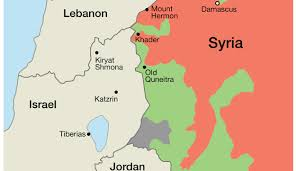 Lebanon
Mount
Hermon
Damascus
Khader
Syria
Kiryat
Shmona
Old
Quneitra
Israel
Katzrin
Tiberias
Jordan